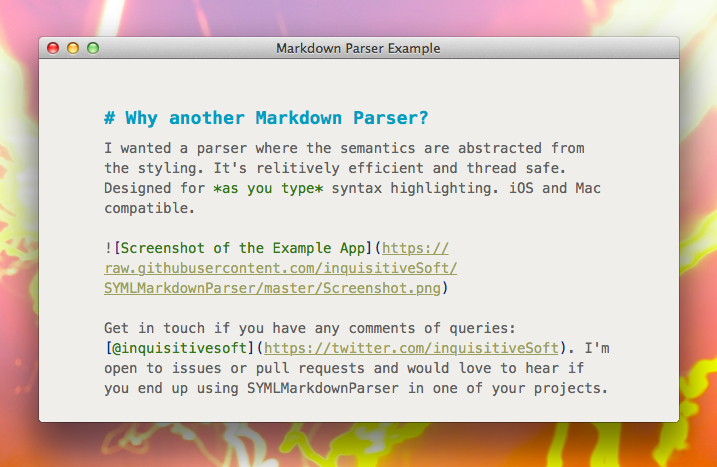 Markdown Parser Example
# Why another Markdown Parser?
I wanted a parser where the semantics are abstracted from
the styling. It's relitively efficient and thread safe.
Designed for *as you type* syntax highlighting. iOS and Mac
compatible.
![Screenshot of the Example App](https://
raw.githubusercontent.com/inquisitiveSoft/
SYMLMarkdownParser/master/Screenshot.png)
Get in touch if you have any comments of queries:
[@inquisitivesoft](https://twitter.com/inquisitiveSoft). I'm
open to issues or pull requests and would love to hear if
you end up using SYMLMarkdownParser in one of your projects.